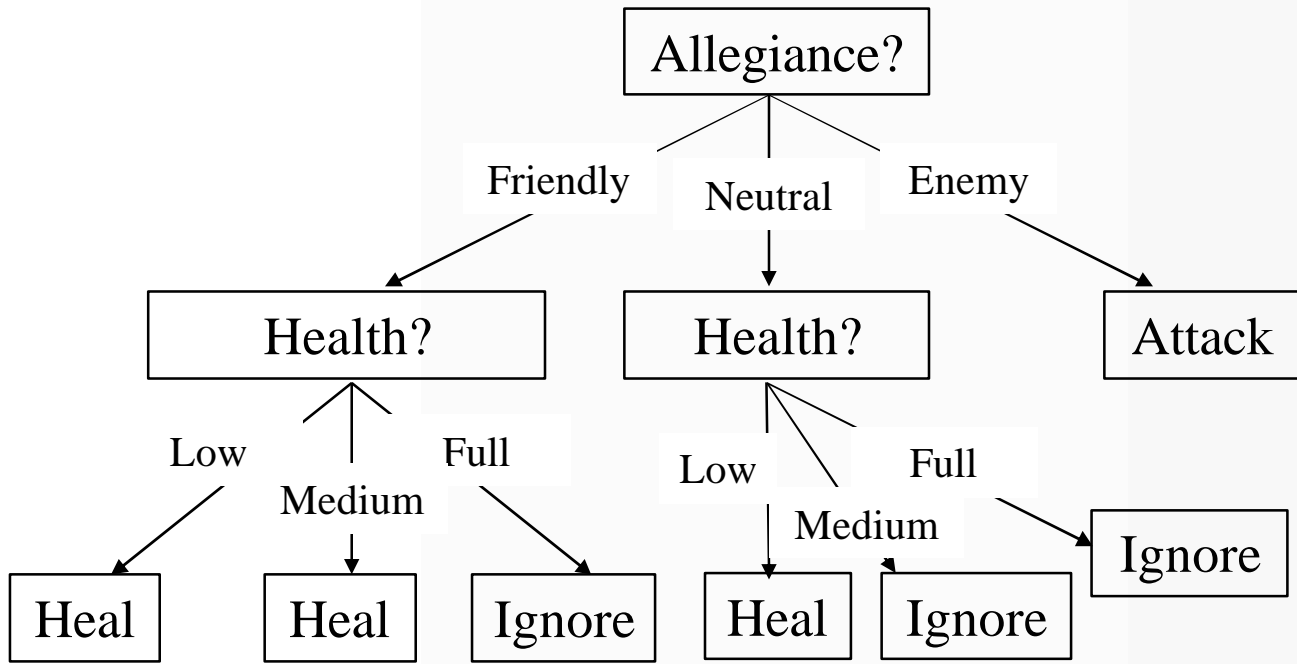 Allegiance?
Friendly
Neutral
Enemy
Health?
Health?
Attack
Low
Medium
Full
Low
Medium
Full
Heal
Heal
Ignore
Heal
Ignore
Ignore